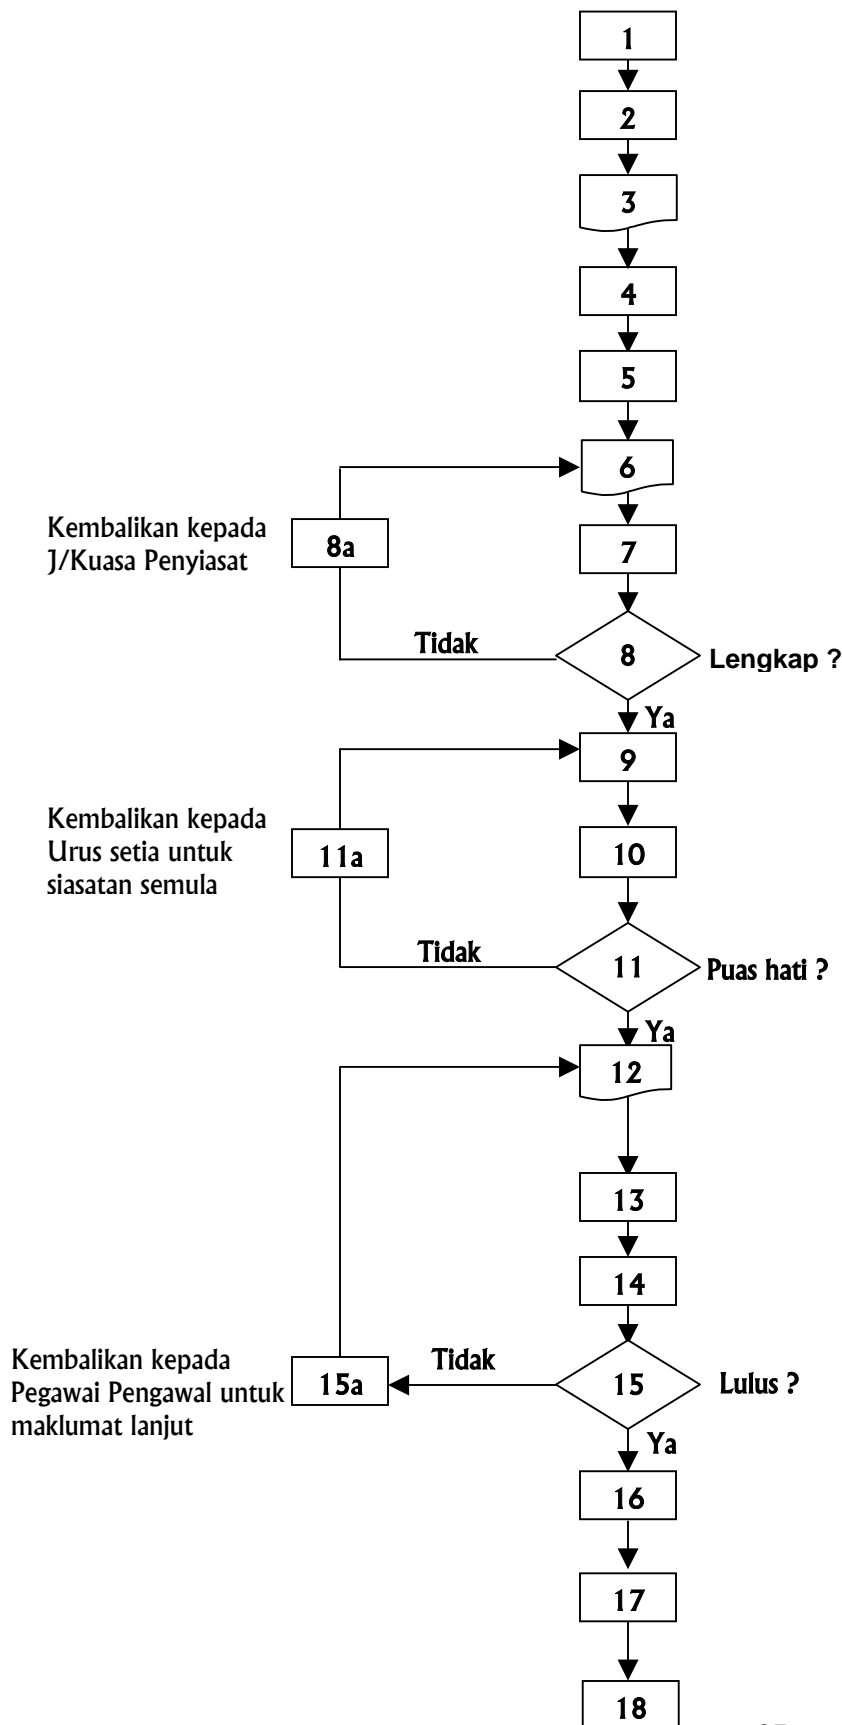 1
2
3
4
5
6
Kembalikan kepada
J/Kuasa Penyiasat
8a
7
Tidak
8
Lengkap ?
Ya
9
Kembalikan kepada
Urus setia untuk
siasatan semula
11a
10
Tidak
11
Puas hati ?
Ya
12
13
14
Kembalikan kepada
Pegawai Pengawal untuk
maklumat lanjut
15a
Tidak
15
Lulus ?
Ya
16
17
18